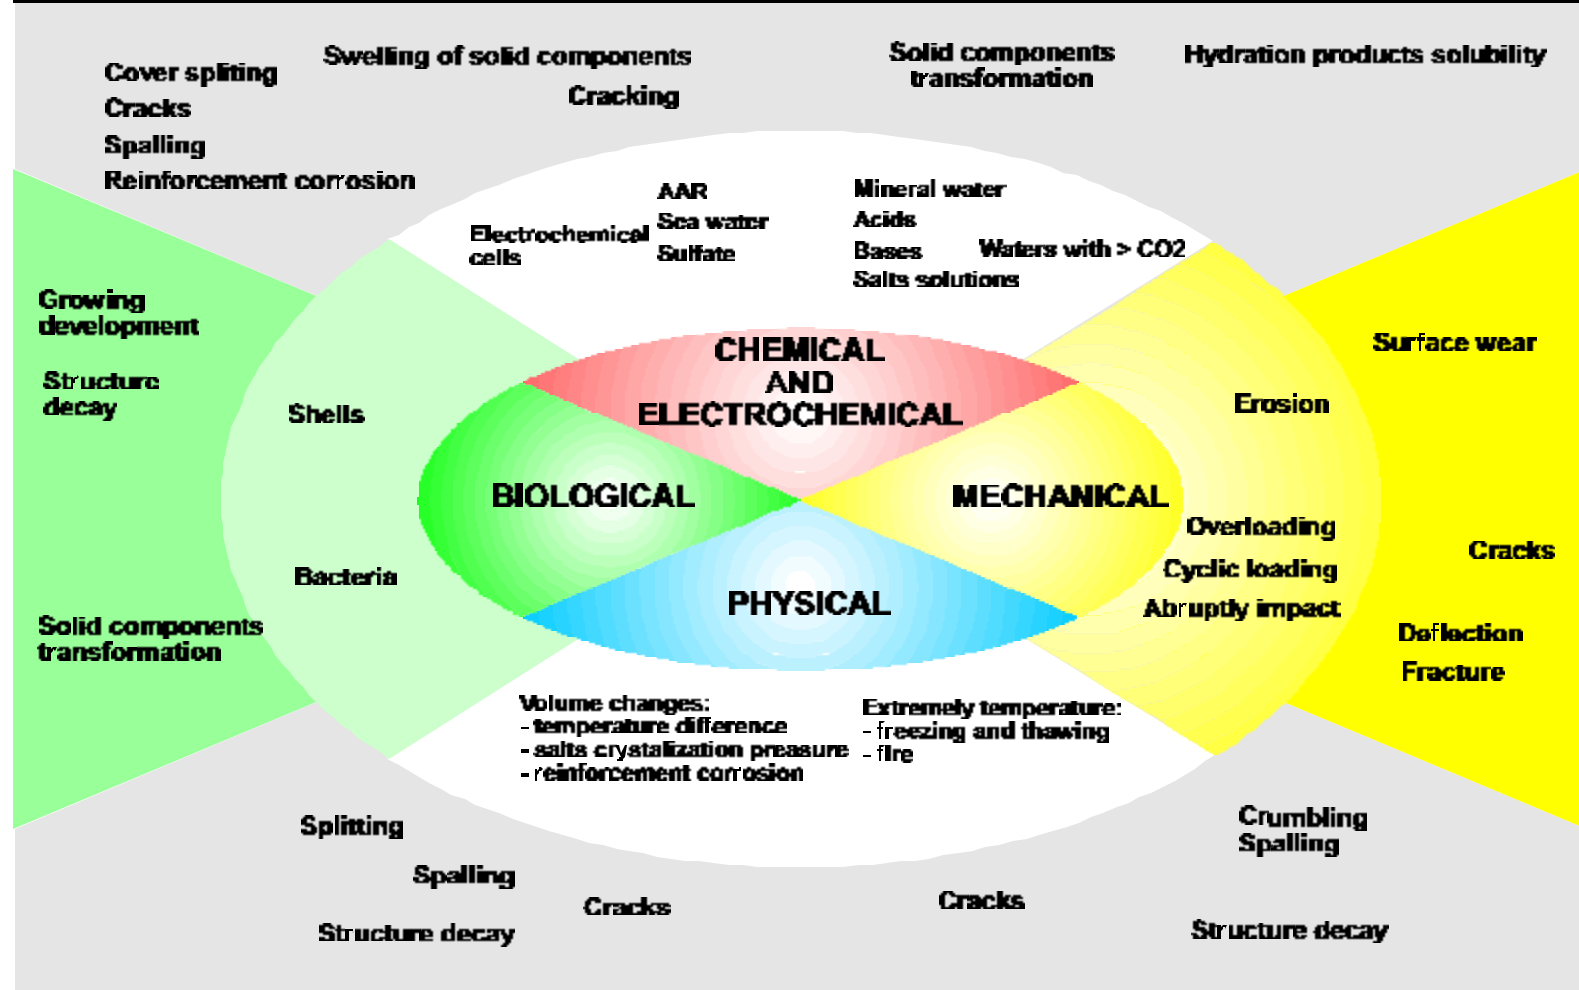 Cover spliting
Cracks
Spalling
Reinforcement corrosion
Swelling of solid components
Cracking
Solid components
transformation
Hydration products solubility
Electrochemical
cells
AAR
Sea water
Sulfate
Mineral water
Acids
Bases
Salts solutions
Waters with > CO2
Growing
development
Structure
decay
Solid components
transformation
Shells
Bacteria
CHEMICAL
AND
ELECTROCHEMICAL
BIOLOGICAL
MECHANICAL
PHYSICAL
Erosion
Overloading
Cyclic loading
Abruptly impact
Surface wear
Cracks
Deflection
Fracture
Volume changes:
- temperature difference
- salts crystalization preasure
- reinforcement corrosion
Extremely temperature:
- freezing and thawing
- fire
Splitting
Spalling
Structure decay
Cracks
Cracks
Crumbling
Spalling
Structure decay